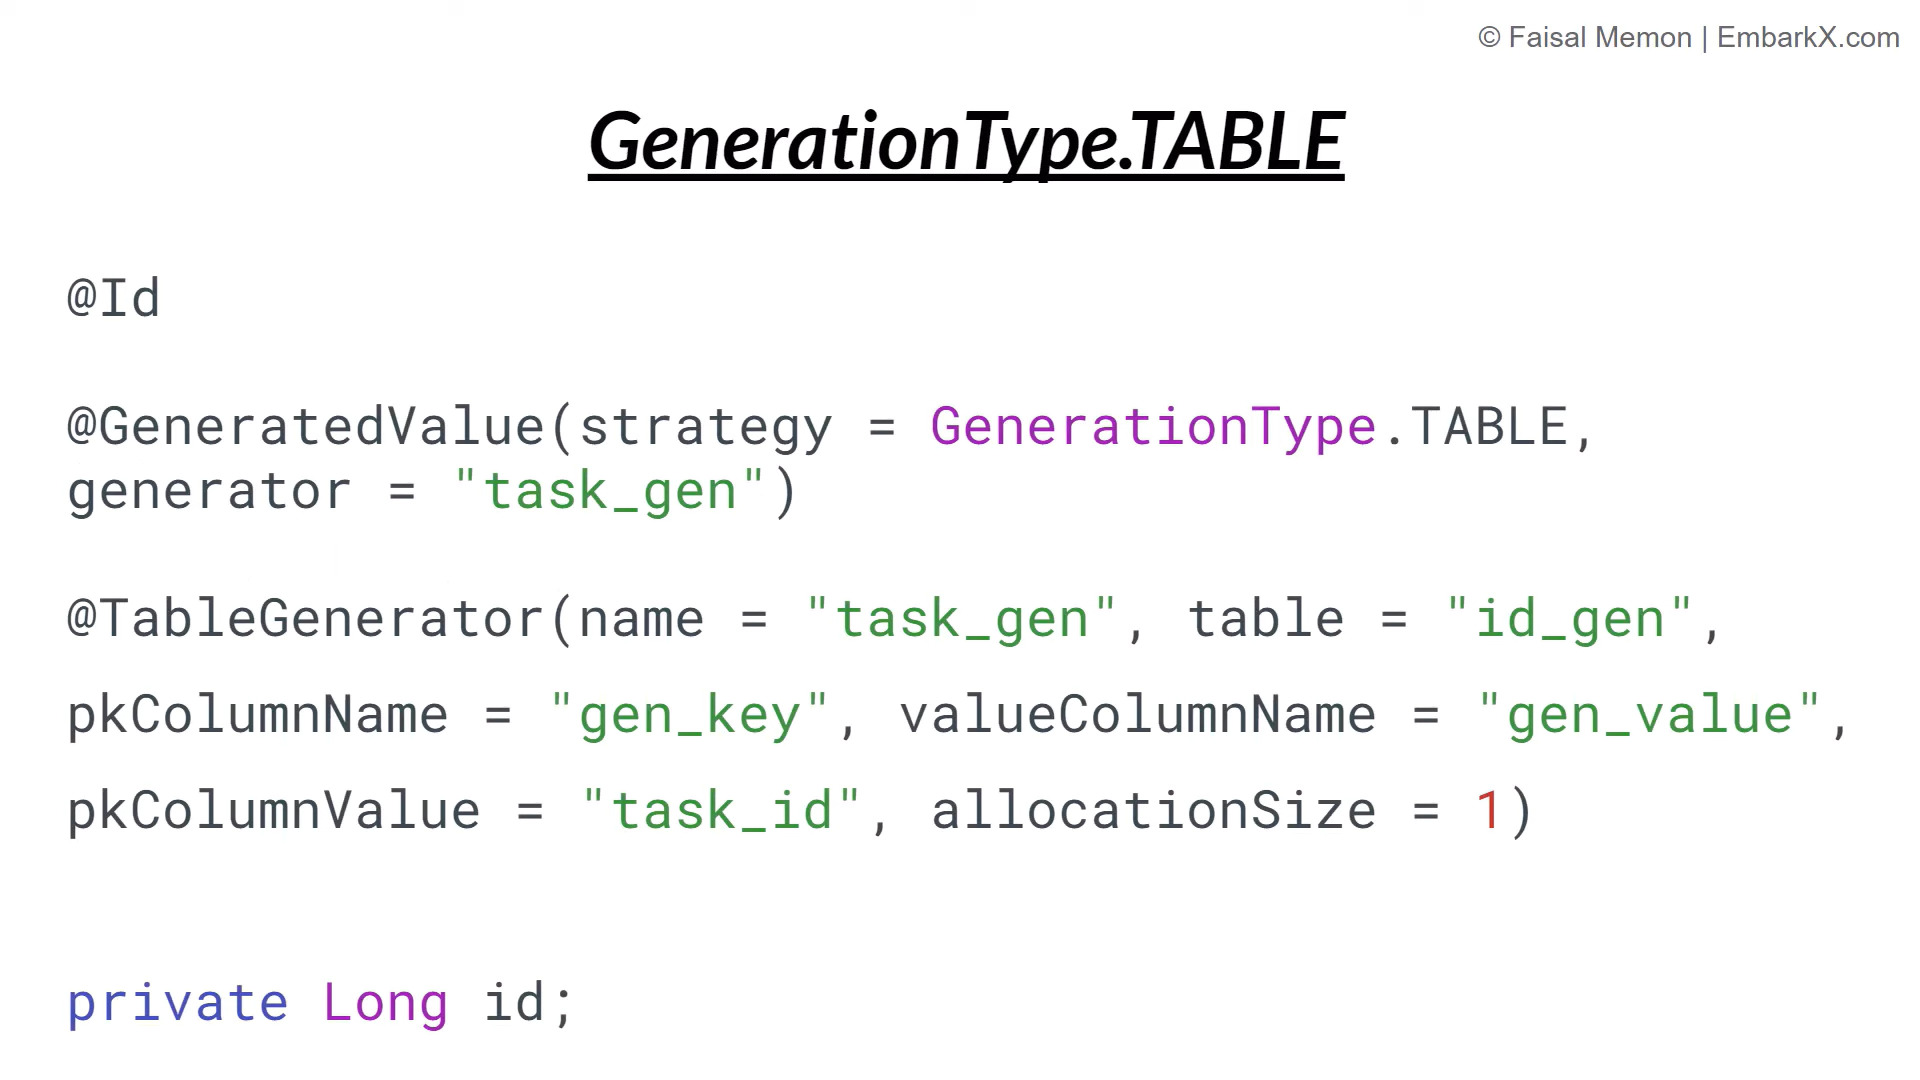 © Faisal Memon | EmbarkX.com
GenerationType.TABLE
@Id
@GeneratedValue(strategy = GenerationType.TABLE,
generator = "task_gen")
@TableGenerator(name = "task_gen", table = "id_gen",
pkColumnName = "gen_key", valueColumnName = "gen_value",
pkColumnValue = "task_id", allocationSize = 1)
private Long id;